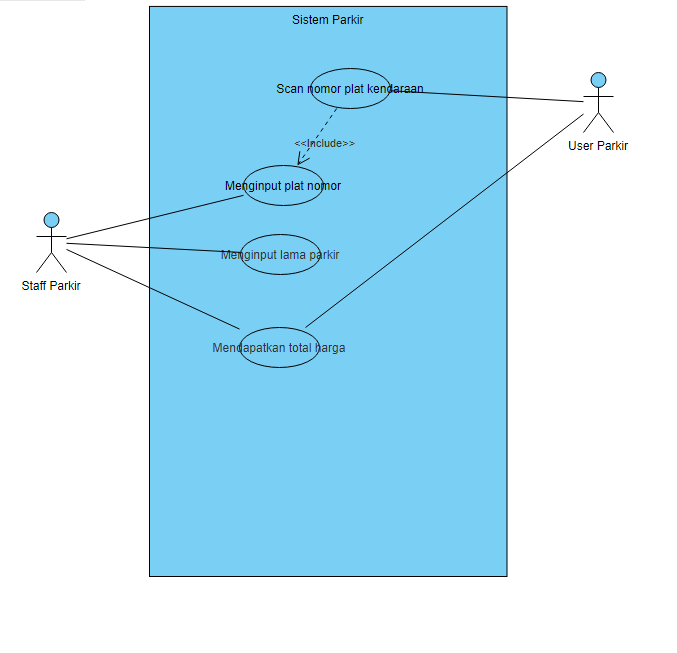 Sistem Parkir
Scan nomor plat kendaraan
<<Include>>
User Parkir
Menginput plat nomor
Menginput lama parkir
Staff Parkir
Mendapatkan total harga